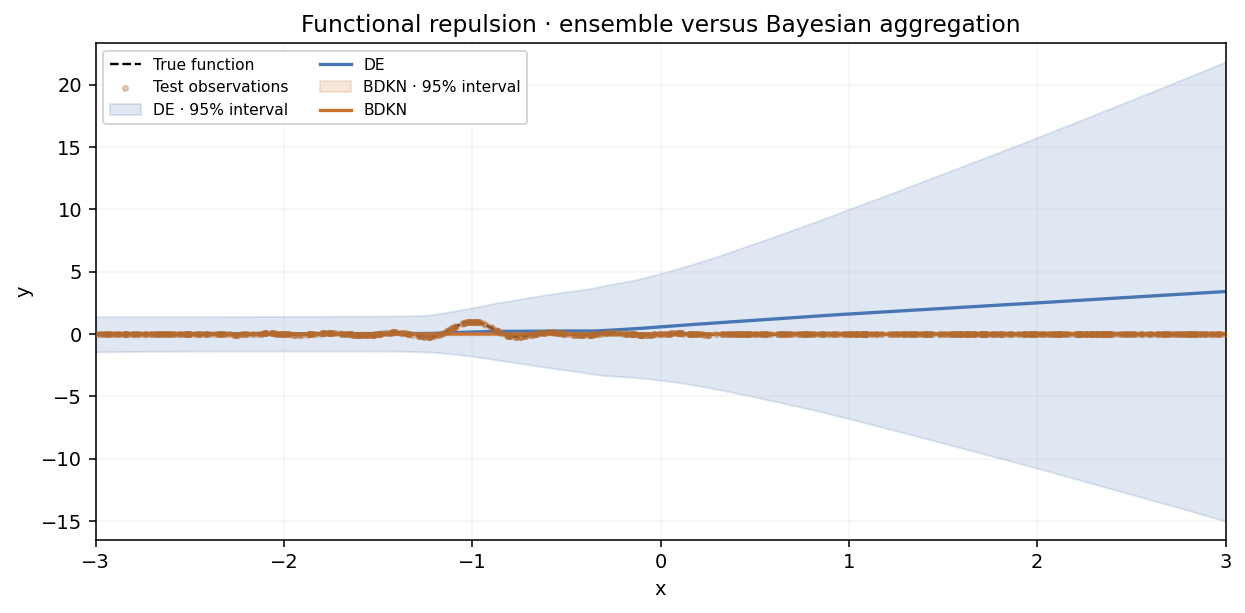 Functional repulsion · ensemble versus Bayesian aggregation
True function
Test observations
DE · 95% interval
DE
BDKN · 95% interval
BDKN
20
15
10
5
0
−5
−10
−15
y
−3
−2
−1
0
1
2
3
x